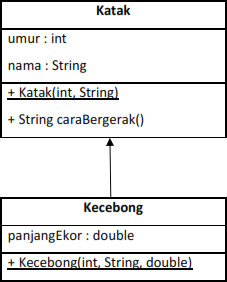 Katak
umur : int
nama : String
+ Katak(int, String)
+ String caraBergerak()
Kecebong
panjangEkor : double
+ Kecebong(int, String, double)